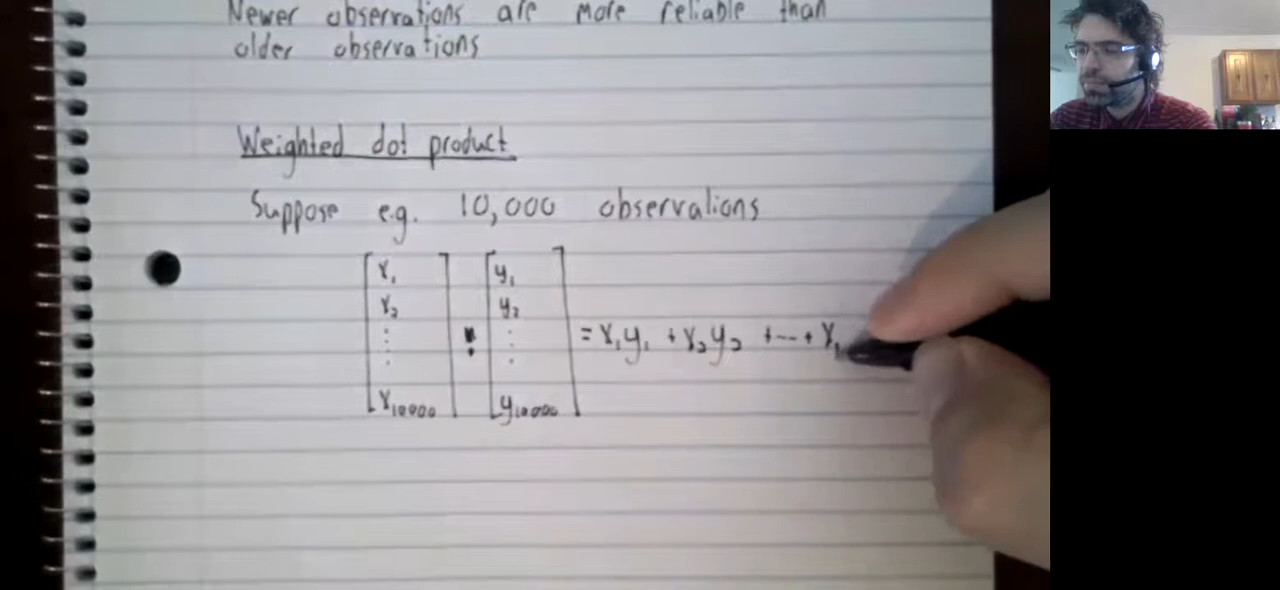 Newer observations are more reliable than
older observations
Weighted dot product
Suppose e.g. 10,000 observations
[x₁ x₂ ⋮ x₁₀₀₀₀] · [y₁ y₂ ⋮ y₁₀₀₀₀] = x₁y₁ + x₂y₂ + ... + x₁